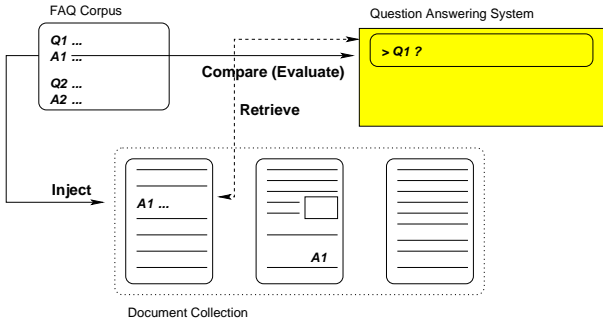 FAQ Corpus
Question Answering System
Q1 ...
A1 ...
Q2 ...
A2 ...
> Q1 ?
Compare (Evaluate)
Retrieve
Inject
A1 ...
A1
Document Collection